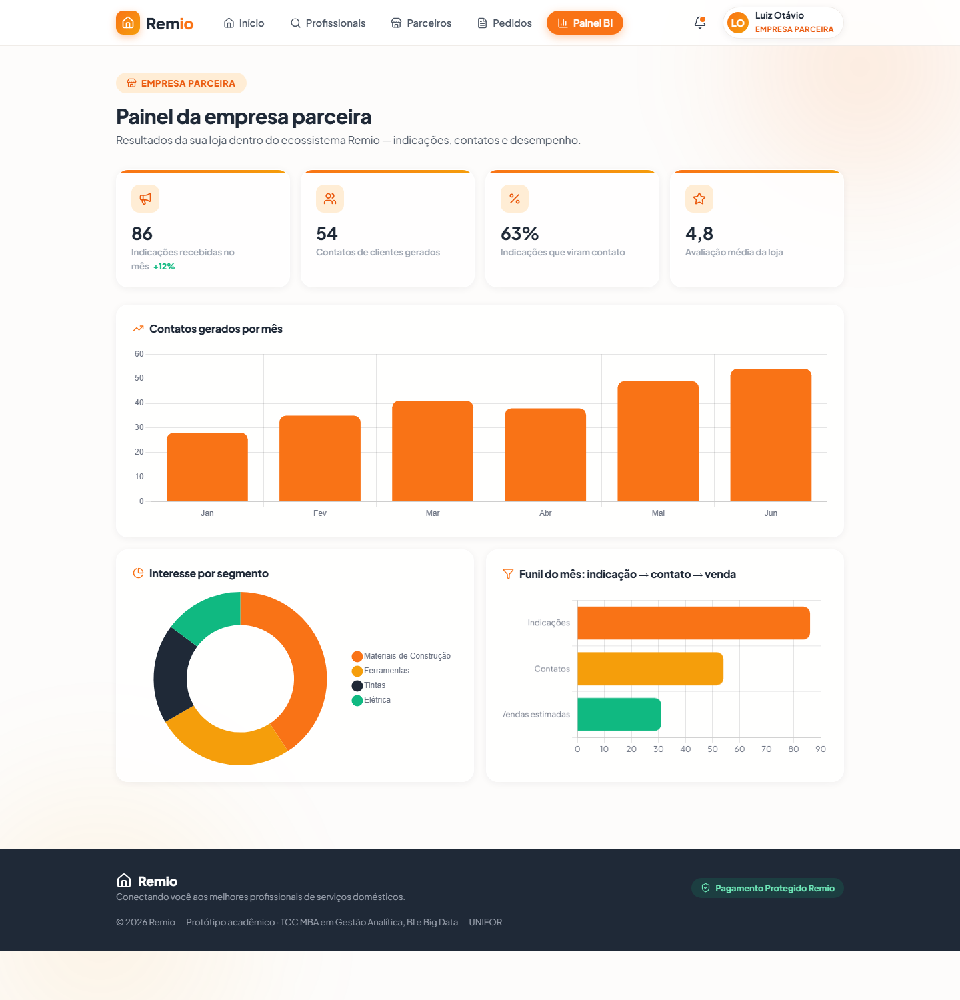 Remio
Início
Profissionais
Parceiros
Pedidos
Painel BI
LO
Luiz Otávio
EMPRESA PARCEIRA
EMPRESA PARCEIRA
Painel da empresa parceira
Resultados da sua loja dentro do ecossistema Remio — indicações, contatos e desempenho.
86
Indicações recebidas no
mês +12%
54
Contatos de clientes gerados
63%
Indicações que viram contato
4,8
Avaliação média da loja
Contatos gerados por mês
60
50
40
30
20
10
0
Jan
Fev
Mar
Abr
Mai
Jun
Interesse por segmento
Materiais de Construção
Ferramentas
Tintas
Elétrica
Funil do mês: indicação → contato → venda
Indicações
Contatos
Vendas estimadas
0
10
20
30
40
50
60
70
80
90
Remio
Conectando você aos melhores profissionais de serviços domésticos.
Pagamento Protegido Remio
© 2026 Remio — Protótipo acadêmico · TCC MBA em Gestão Analítica, BI e Big Data — UNIFOR